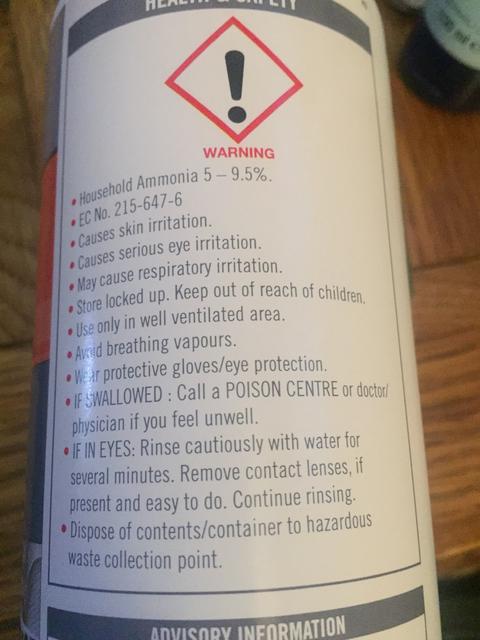 HEALTH & SAFETY
WARNING
• Household Ammonia 5 – 9.5%.
• EC No. 215-647-6
• Causes skin irritation.
• Causes serious eye irritation.
• May cause respiratory irritation.
• Store locked up. Keep out of reach of children.
• Use only in well ventilated area.
• Avoid breathing vapours.
• Wear protective gloves/eye protection.
• IF SWALLOWED : Call a POISON CENTRE or doctor/
physician if you feel unwell.
• IF IN EYES: Rinse cautiously with water for
several minutes. Remove contact lenses, if
present and easy to do. Continue rinsing.
• Dispose of contents/container to hazardous
waste collection point.
ADVISORY INFORMATION